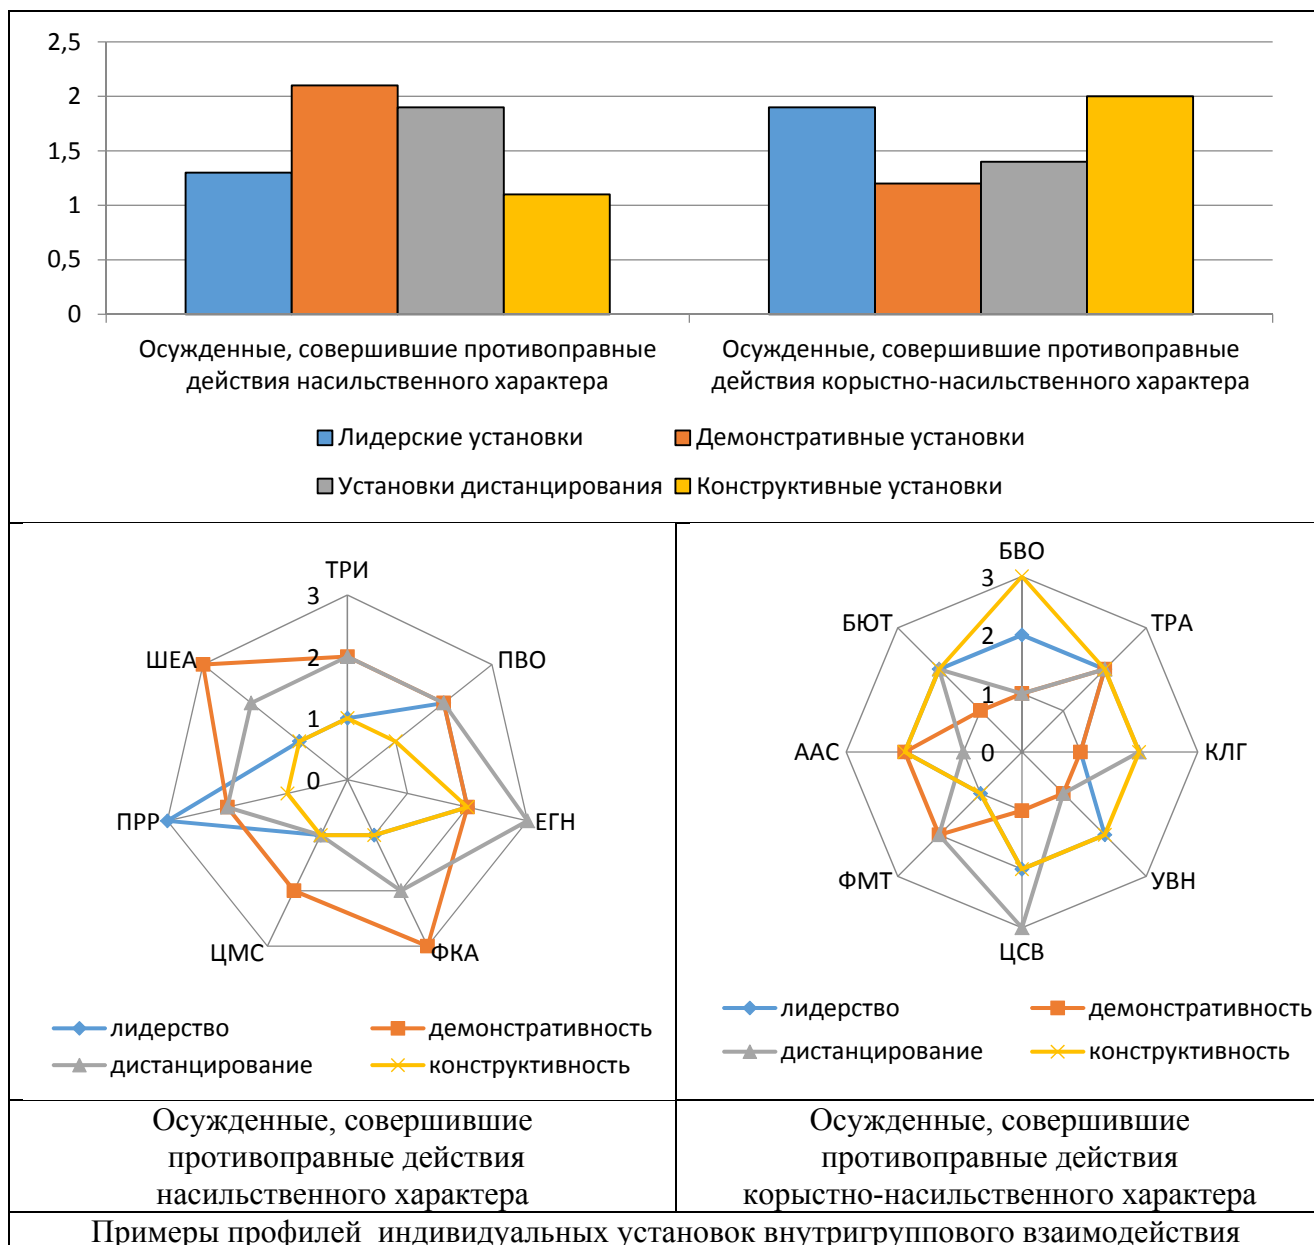 2,5
2
1,5
1
0,5
0
Осужденные, совершившие противоправные
действия насильственного характера
Осужденные, совершившие противоправные
действия корыстно-насильственного характера
Лидерские установки
Демонстративные установки
Установки дистанцирования
Конструктивные установки
ТРИ
3
2
1
0
ПВО
ЕГН
ФКА
ЦМС
ПРР
ШЕА
лидерство
демонстративность
дистанцирование
конструктивность
БВО
3
2
1
0
ТРА
КЛГ
УВН
ЦСВ
ФМТ
ААС
БЮТ
лидерство
демонстративность
дистанцирование
конструктивность
Осужденные, совершившие
противоправные действия
насильственного характера
Осужденные, совершившие
противоправные действия
корыстно-насильственного характера
Примеры профилей индивидуальных установок внутригруппового взаимодействия